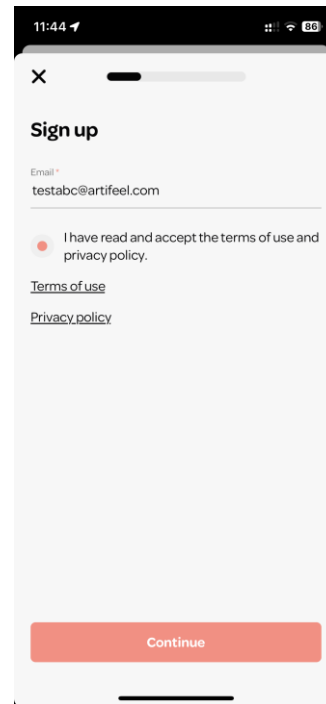 11:44
86
Sign up
Email *
testabc@artifeel.com
I have read and accept the terms of use and
privacy policy.
Terms of use
Privacy policy
Continue